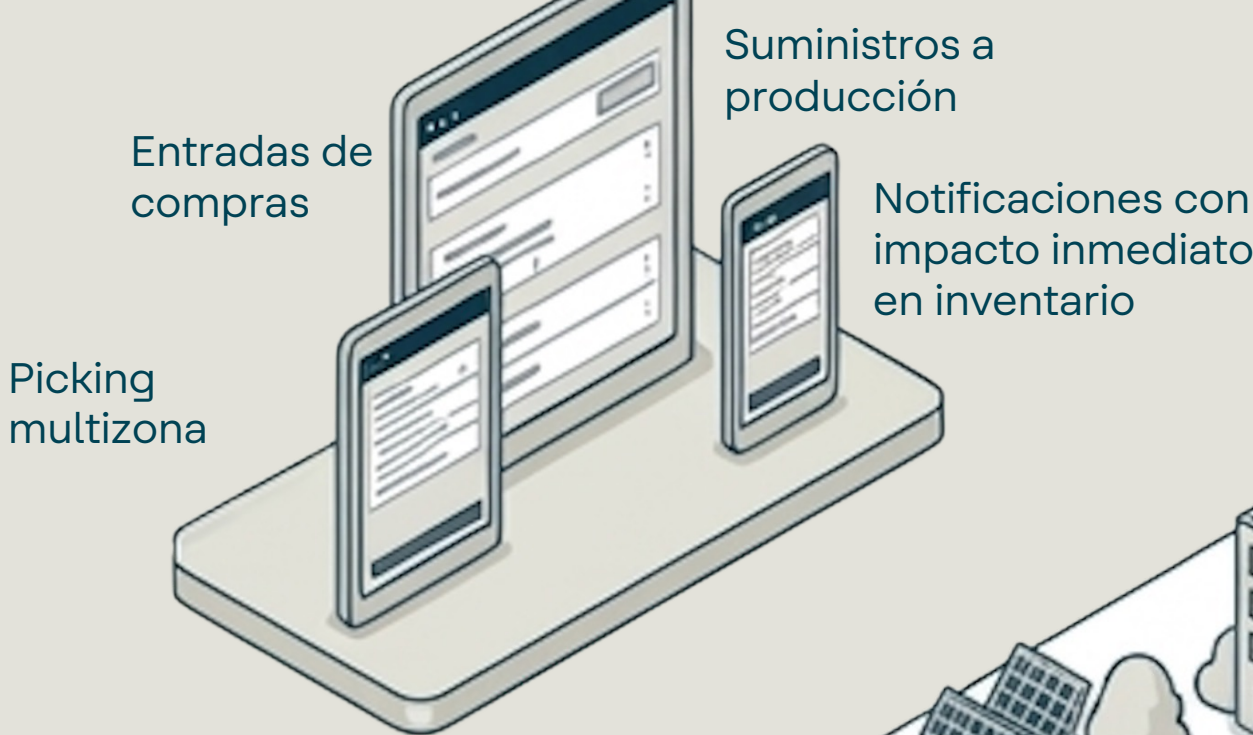 Suministros a
producción
Entradas de
compras
Notificaciones con
impacto inmediato
en inventario
Picking
multizona